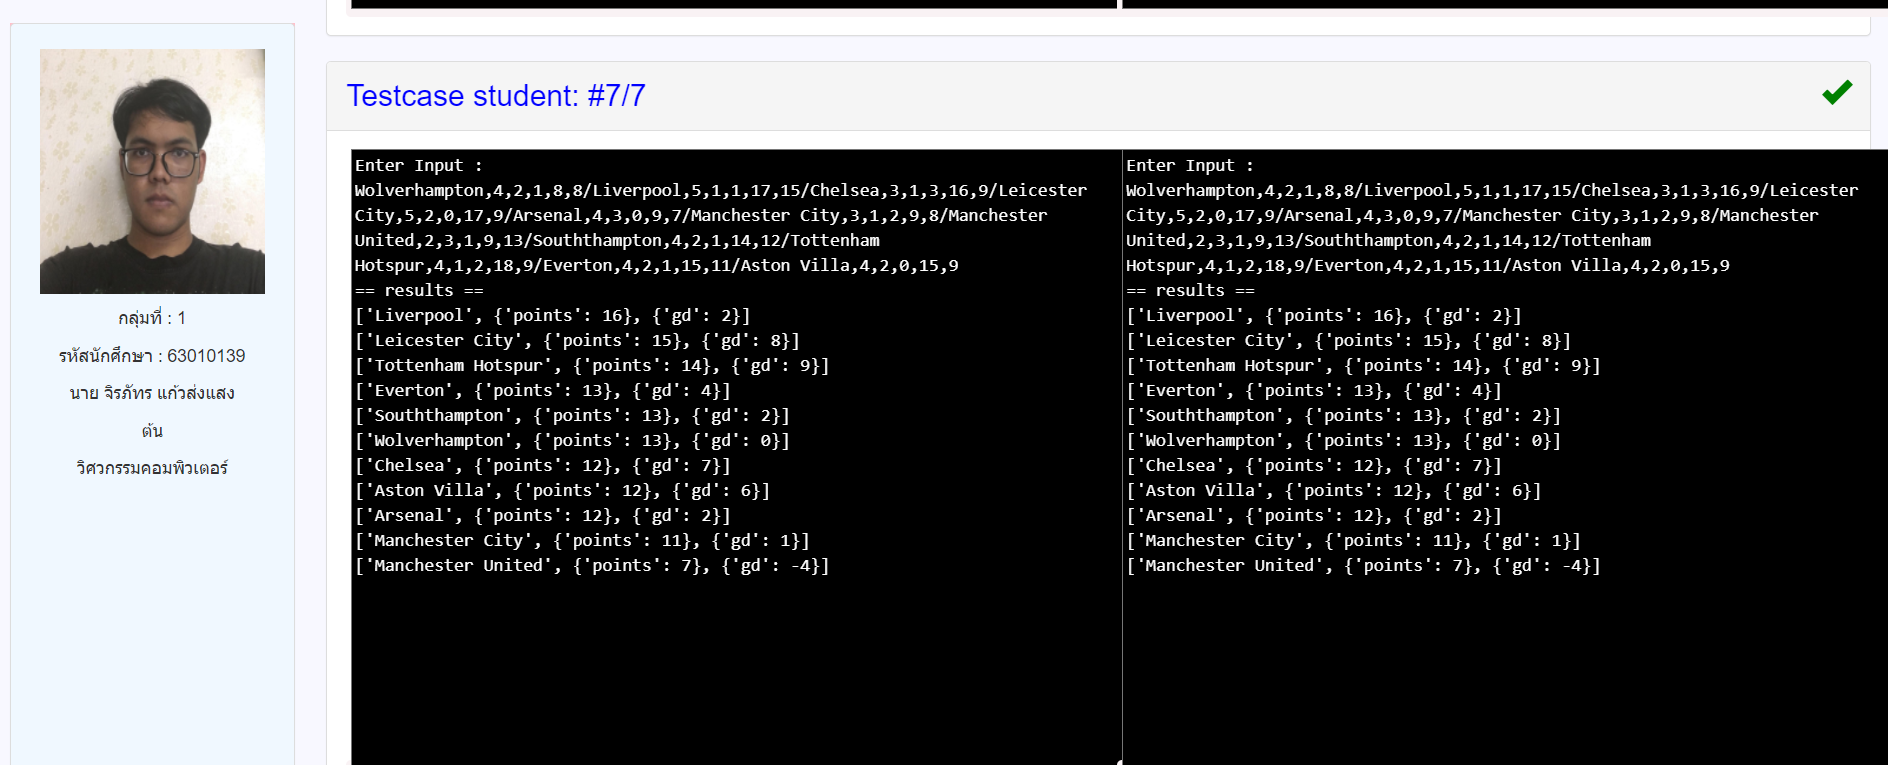 กลุ่มที่ : 1
รหัสนักศึกษา : 63010139
นาย จิรภัทร แก้วส่งแสง
ต้น
วิศวกรรมคอมพิวเตอร์
Testcase student: #7/7
Enter Input :
Wolverhampton,4,2,1,8,8/Liverpool,5,1,1,17,15/Chelsea,3,1,3,16,9/Leicester
City,5,2,0,17,9/Arsenal,4,3,0,9,7/Manchester City,3,1,2,9,8/Manchester
United,2,3,1,9,13/Souththampton,4,2,1,14,12/Tottenham
Hotspur,4,1,2,18,9/Everton,4,2,1,15,11/Aston Villa,4,2,0,15,9
== results ==
['Liverpool', {'points': 16}, {'gd': 2}]
['Leicester City', {'points': 15}, {'gd': 8}]
['Tottenham Hotspur', {'points': 14}, {'gd': 9}]
['Everton', {'points': 13}, {'gd': 4}]
['Souththampton', {'points': 13}, {'gd': 2}]
['Wolverhampton', {'points': 13}, {'gd': 0}]
['Chelsea', {'points': 12}, {'gd': 7}]
['Aston Villa', {'points': 12}, {'gd': 6}]
['Arsenal', {'points': 12}, {'gd': 2}]
['Manchester City', {'points': 11}, {'gd': 1}]
['Manchester United', {'points': 7}, {'gd': -4}]
Enter Input :
Wolverhampton,4,2,1,8,8/Liverpool,5,1,1,17,15/Chelsea,3,1,3,16,9/Leicester
City,5,2,0,17,9/Arsenal,4,3,0,9,7/Manchester City,3,1,2,9,8/Manchester
United,2,3,1,9,13/Souththampton,4,2,1,14,12/Tottenham
Hotspur,4,1,2,18,9/Everton,4,2,1,15,11/Aston Villa,4,2,0,15,9
== results ==
['Liverpool', {'points': 16}, {'gd': 2}]
['Leicester City', {'points': 15}, {'gd': 8}]
['Tottenham Hotspur', {'points': 14}, {'gd': 9}]
['Everton', {'points': 13}, {'gd': 4}]
['Souththampton', {'points': 13}, {'gd': 2}]
['Wolverhampton', {'points': 13}, {'gd': 0}]
['Chelsea', {'points': 12}, {'gd': 7}]
['Aston Villa', {'points': 12}, {'gd': 6}]
['Arsenal', {'points': 12}, {'gd': 2}]
['Manchester City', {'points': 11}, {'gd': 1}]
['Manchester United', {'points': 7}, {'gd': -4}]